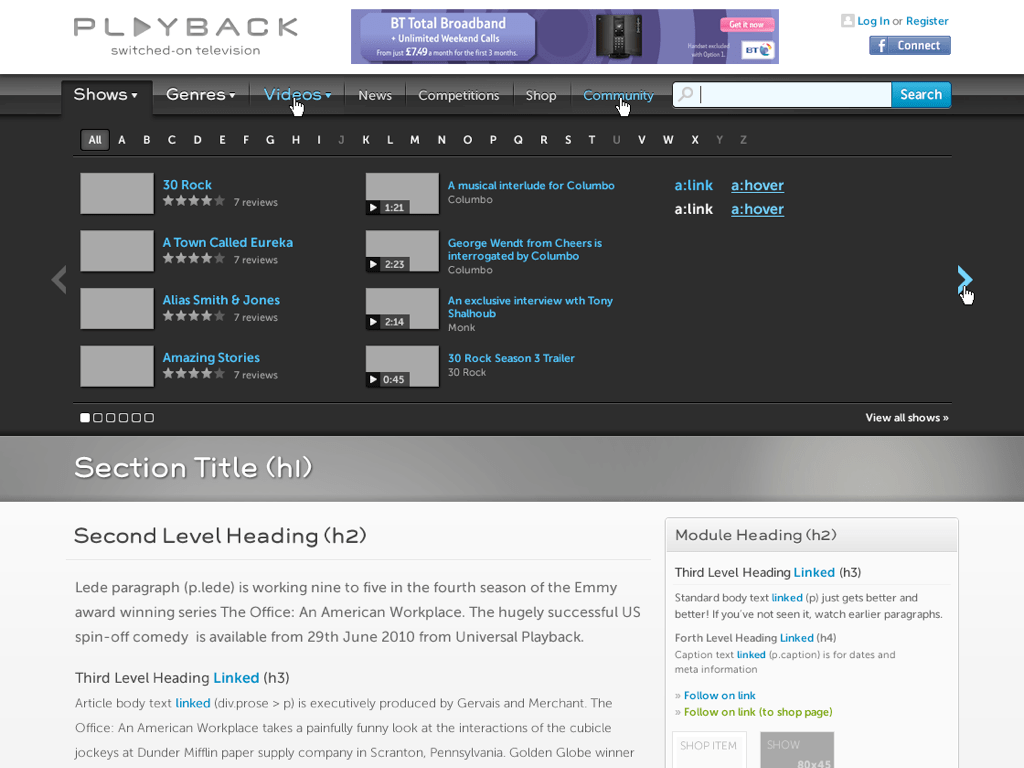 PLAYBACK
switched-on television
BT Total Broadband
+ Unlimited Weekend Calls
From just £7.49 a month for the first 3 months.
Get it now
Handset excluded
with Option 1.
BT
Log In or Register
f Connect
Shows
Genres
Videos
News
Competitions
Shop
Community
Search
All A B C D E F G H I J K L M N O P Q R S T U V W X Y Z
30 Rock
7 reviews
A Town Called Eureka
7 reviews
Alias Smith & Jones
7 reviews
Amazing Stories
7 reviews
1:21
A musical interlude for Columbo
Columbo
2:23
George Wendt from Cheers is
interrogated by Columbo
Columbo
2:14
An exclusive interview wth Tony
Shalhoub
Monk
0:45
30 Rock Season 3 Trailer
30 Rock
a:link a:hover
a:link a:hover
View all shows »
Section Title (h1)
Second Level Heading (h2)
Lede paragraph (p.lede) is working nine to five in the fourth season of the Emmy
award winning series The Office: An American Workplace. The hugely successful US
spin-off comedy is available from 29th June 2010 from Universal Playback.
Third Level Heading Linked (h3)
Article body text linked (div.prose > p) is executively produced by Gervais and Merchant. The
Office: An American Workplace takes a painfully funny look at the interactions of the cubicle
jockeys at Dunder Mifflin paper supply company in Scranton, Pennsylvania. Golden Globe winner
Module Heading (h2)
Third Level Heading Linked (h3)
Standard body text linked (p) just gets better and
better! If you've not seen it, watch earlier paragraphs.
Forth Level Heading Linked (h4)
Caption text linked (p.caption) is for dates and
meta information
» Follow on link
» Follow on link (to shop page)
SHOP ITEM
SHOW
80x45